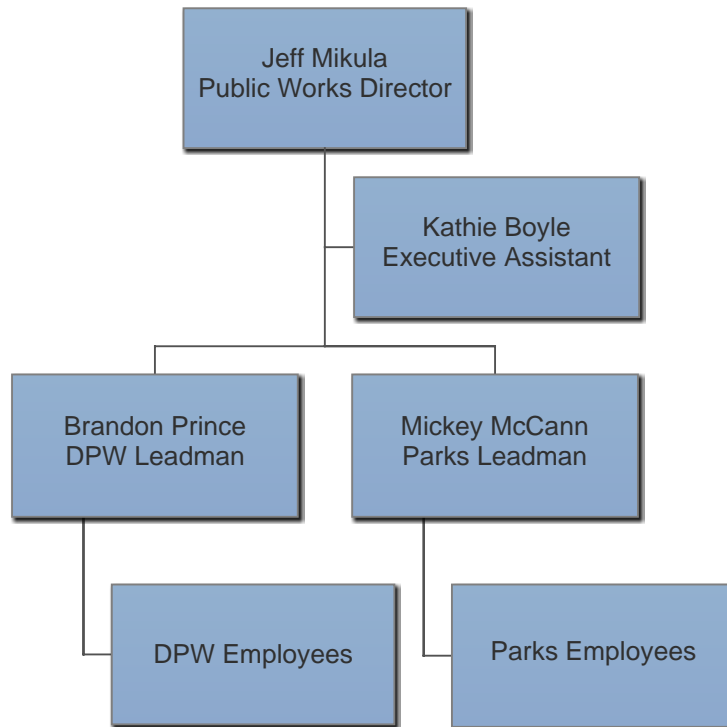 Jeff Mikula
Public Works Director
Kathie Boyle
Executive Assistant
Brandon Prince
DPW Leadman
Mickey McCann
Parks Leadman
DPW Employees
Parks Employees